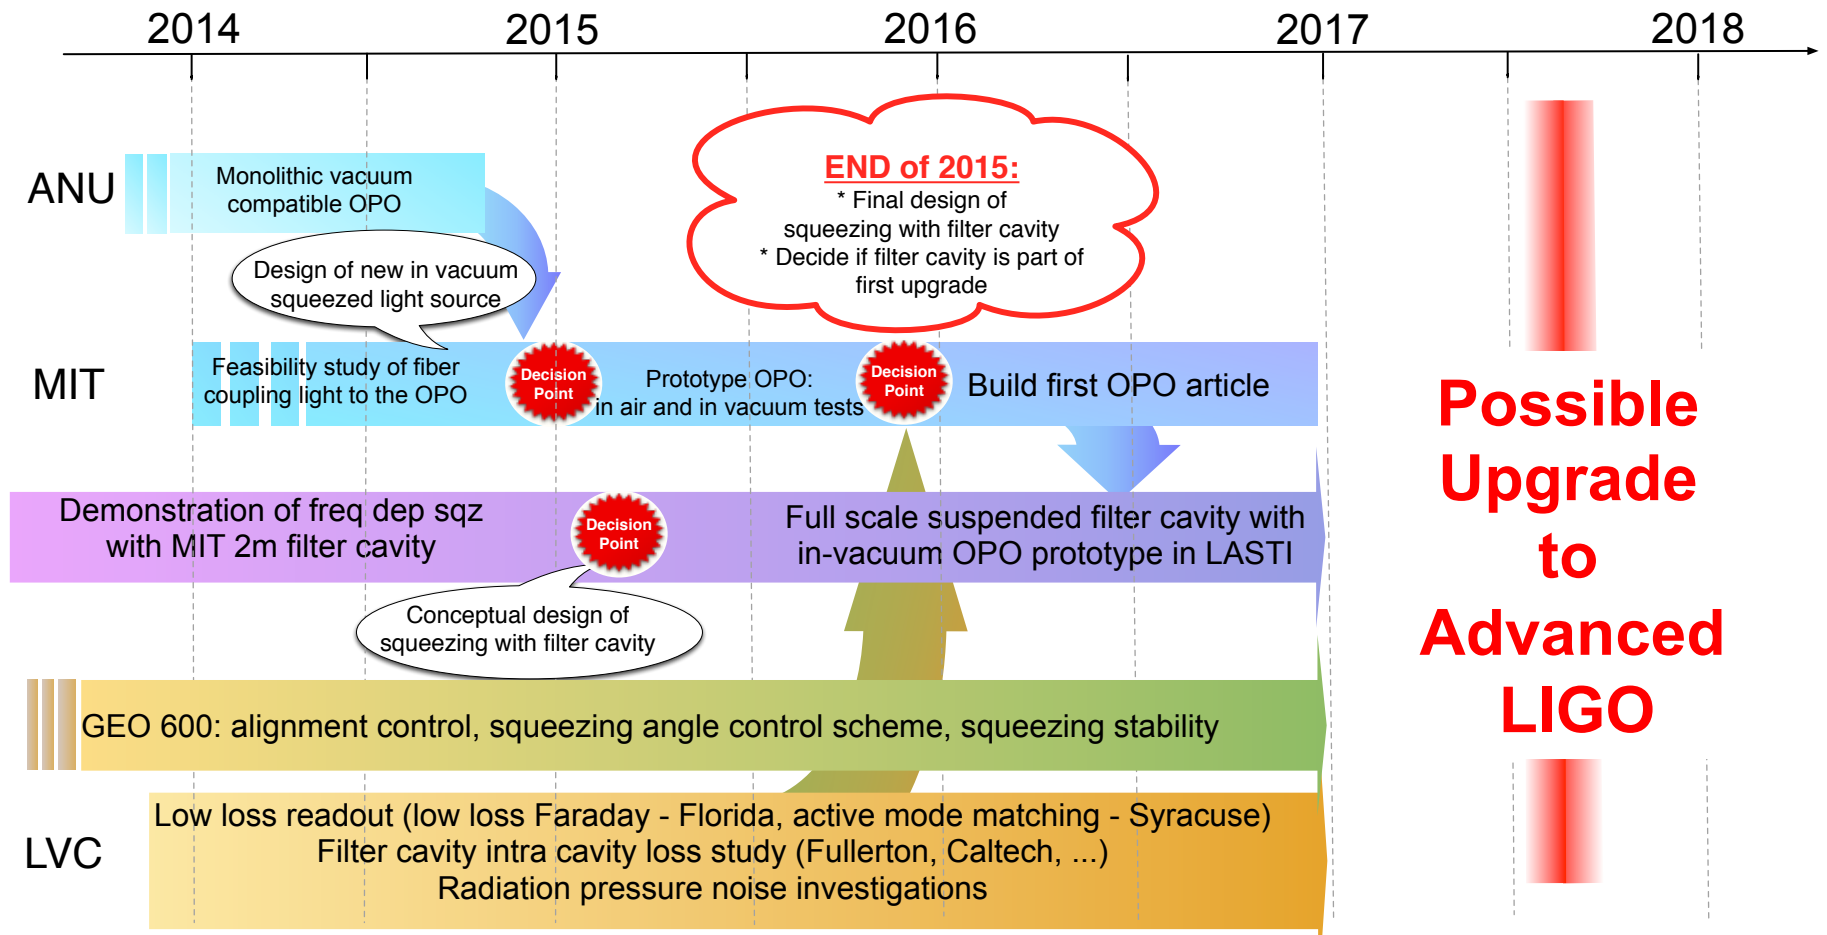 2014 2015 2016 2017 2018
ANU
Monolithic vacuum
compatible OPO
END of 2015:
* Final design of
squeezing with filter cavity
* Decide if filter cavity is part of
first upgrade
Design of new in vacuum
squeezed light source
MIT
Feasibility study of fiber
coupling light to the OPO
Decision
Point
Prototype OPO:
in air and in vacuum tests
Decision
Point
Build first OPO article
Demonstration of freq dep sqz
with MIT 2m filter cavity
Decision
Point
Full scale suspended filter cavity with
in-vacuum OPO prototype in LASTI
Conceptual design of
squeezing with filter cavity
GEO 600: alignment control, squeezing angle control scheme, squeezing stability
LVC
Low loss readout (low loss Faraday - Florida, active mode matching - Syracuse)
Filter cavity intra cavity loss study (Fullerton, Caltech, ...)
Radiation pressure noise investigations
Possible
Upgrade
to
Advanced
LIGO